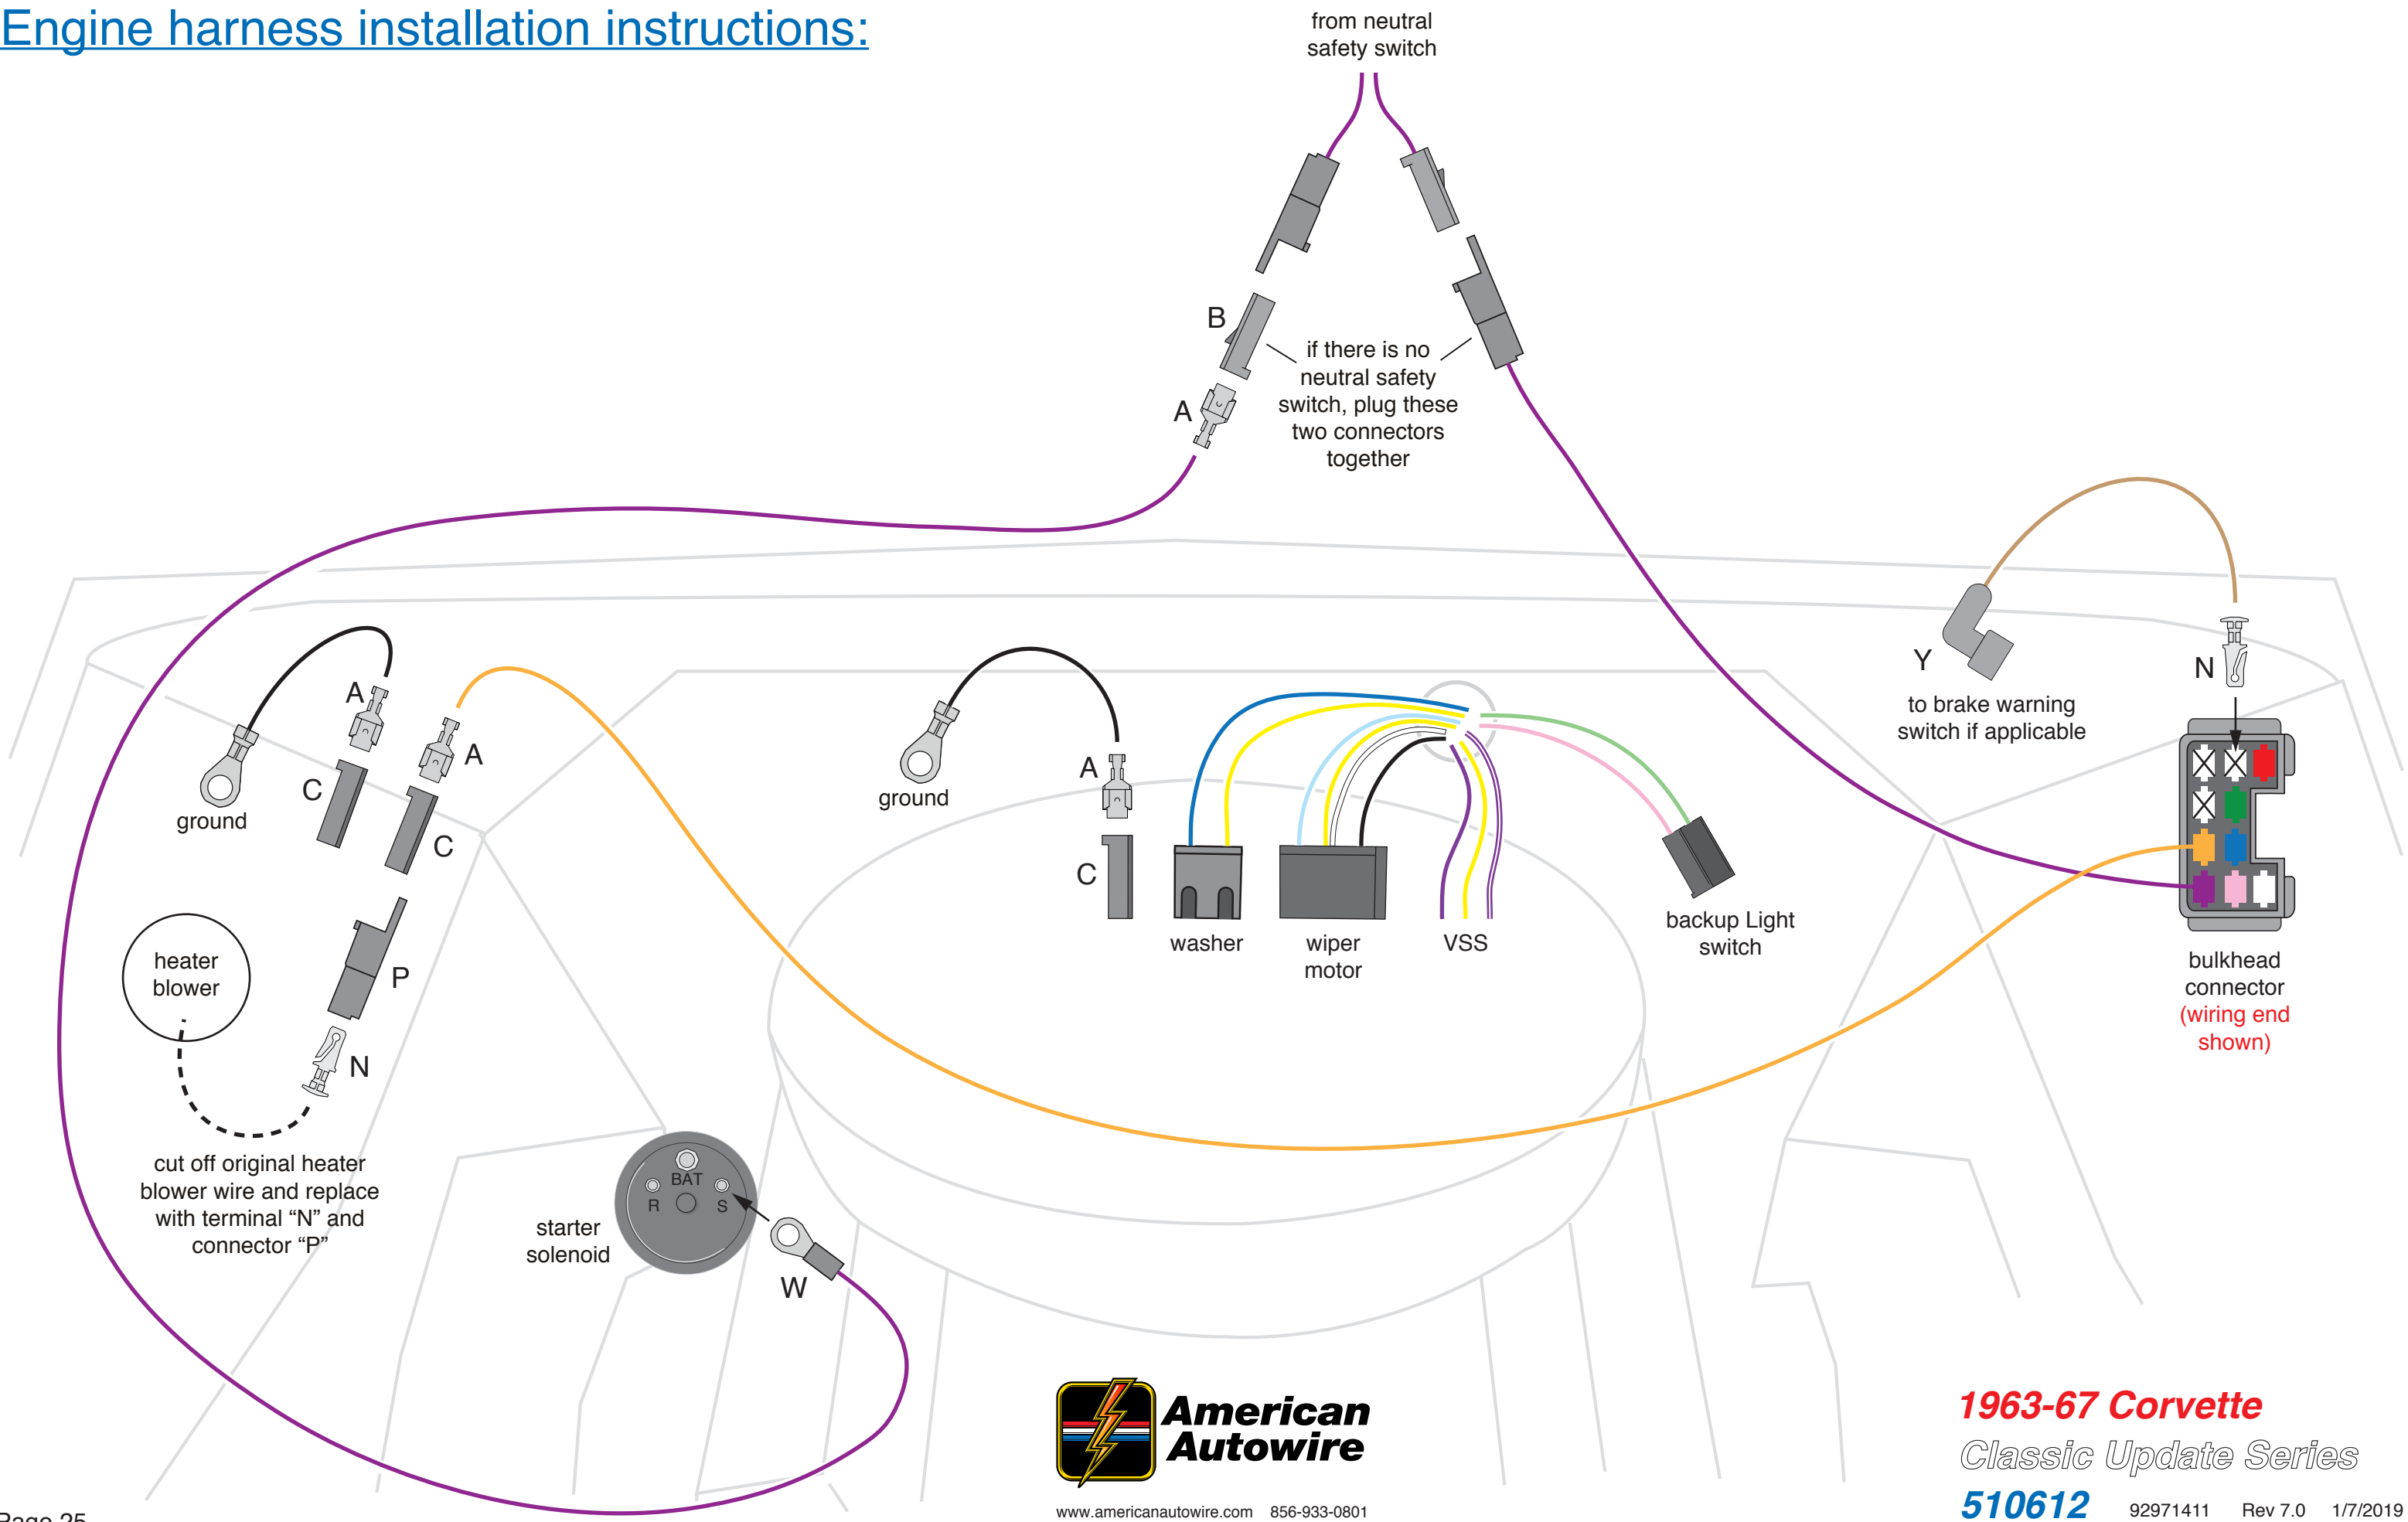 Engine harness installation instructions:
from neutral
safety switch
B
A
if there is no
neutral safety
switch, plug these
two connectors
together
Y
N
to brake warning
switch if applicable
A
C
ground
A
C
ground
A
C
washer
wiper
motor
VSS
backup Light
switch
bulkhead
connector
(wiring end
shown)
heater
blower
P
N
cut off original heater
blower wire and replace
with terminal “N” and
connector “P”
starter
solenoid
BAT
R
S
W
American
Autowire
www.americanautowire.com 856-933-0801
1963-67 Corvette
Classic Update Series
510612 92971411 Rev 7.0 1/7/2019
Page 25